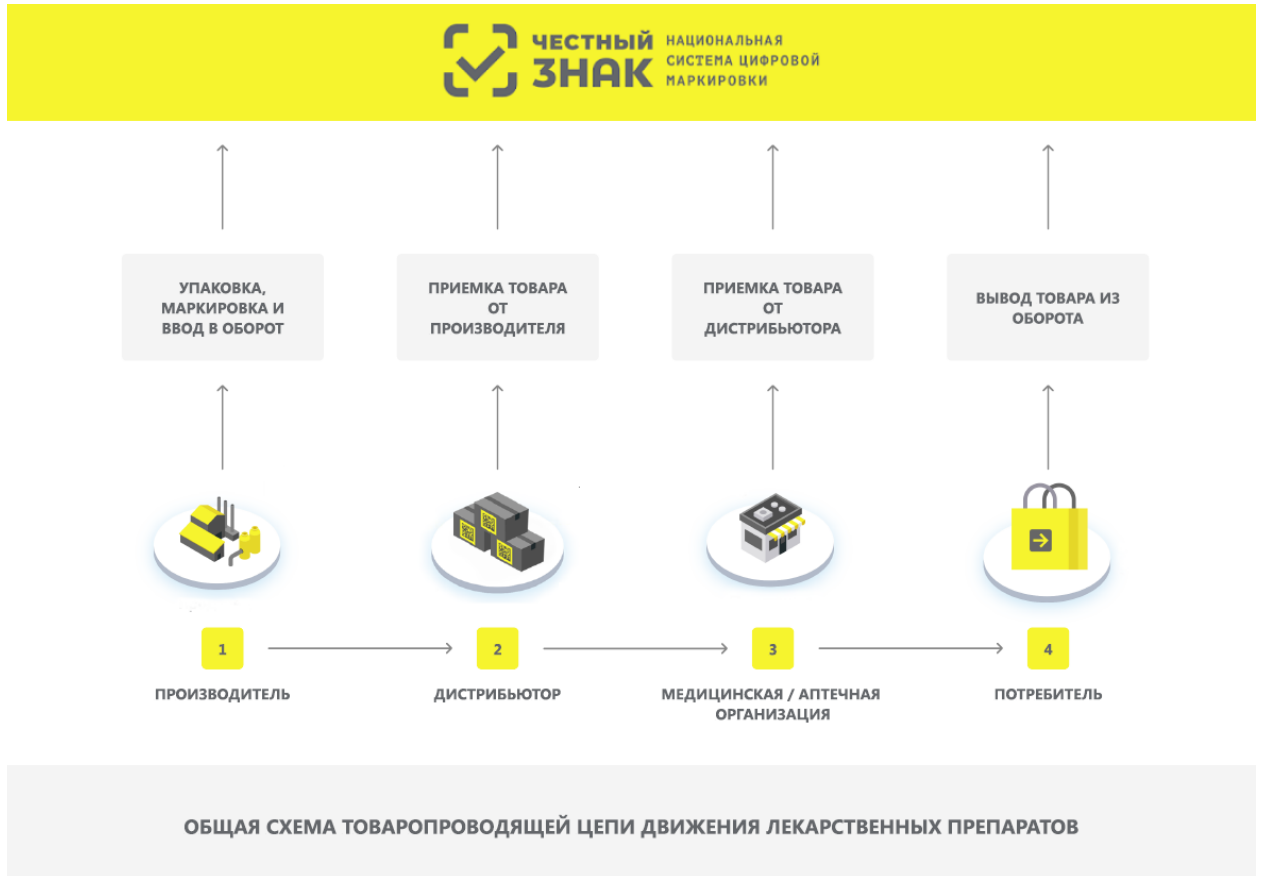 ЧЕСТНЫЙ
ЗНАК
НАЦИОНАЛЬНАЯ
СИСТЕМА ЦИФРОВОЙ
МАРКИРОВКИ
УПАКОВКА,
МАРКИРОВКА И
ВВОД В ОБОРОТ
ПРИЕМКА ТОВАРА
ОТ
ПРОИЗВОДИТЕЛЯ
ПРИЕМКА ТОВАРА
ОТ
ДИСТРИБЬЮТОРА
ВЫВОД ТОВАРА ИЗ
ОБОРОТА
1
ПРОИЗВОДИТЕЛЬ
2
ДИСТРИБЬЮТОР
3
МЕДИЦИНСКАЯ / АПТЕЧНАЯ
ОРГАНИЗАЦИЯ
4
ПОТРЕБИТЕЛЬ
ОБЩАЯ СХЕМА ТОВАРОПРОВОДЯЩЕЙ ЦЕПИ ДВИЖЕНИЯ ЛЕКАРСТВЕННЫХ ПРЕПАРАТОВ